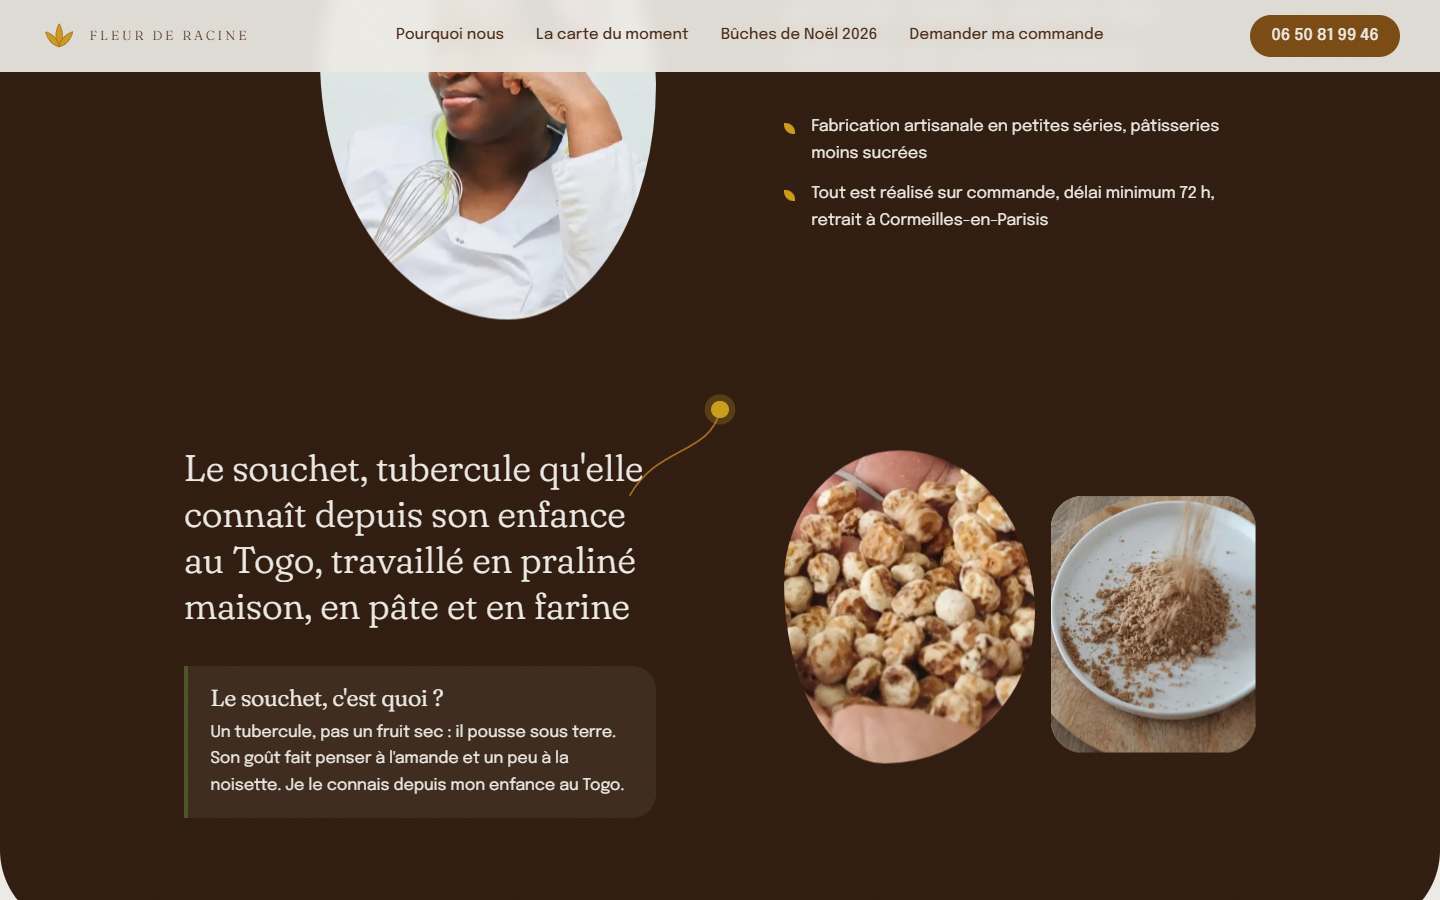 FLEUR DE RACINE
Pourquoi nous
La carte du moment
Bûches de Noël 2026
Demander ma commande
06 50 81 99 46
Fabrication artisanale en petites séries, pâtisseries
moins sucrées
Tout est réalisé sur commande, délai minimum 72 h,
retrait à Cormeilles-en-Parisis
Le souchet, tubercule qu'elle
connaît depuis son enfance
au Togo, travaillé en praliné
maison, en pâte et en farine
Le souchet, c'est quoi ?
Un tubercule, pas un fruit sec : il pousse sous terre.
Son goût fait penser à l'amande et un peu à la
noisette. Je le connais depuis mon enfance au Togo.